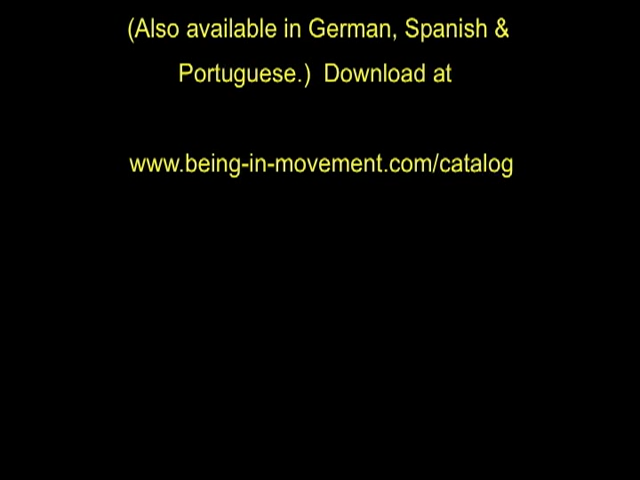 (Also available in German, Spanish &
Portuguese.)  Download at
www.being-in-movement.com/catalog